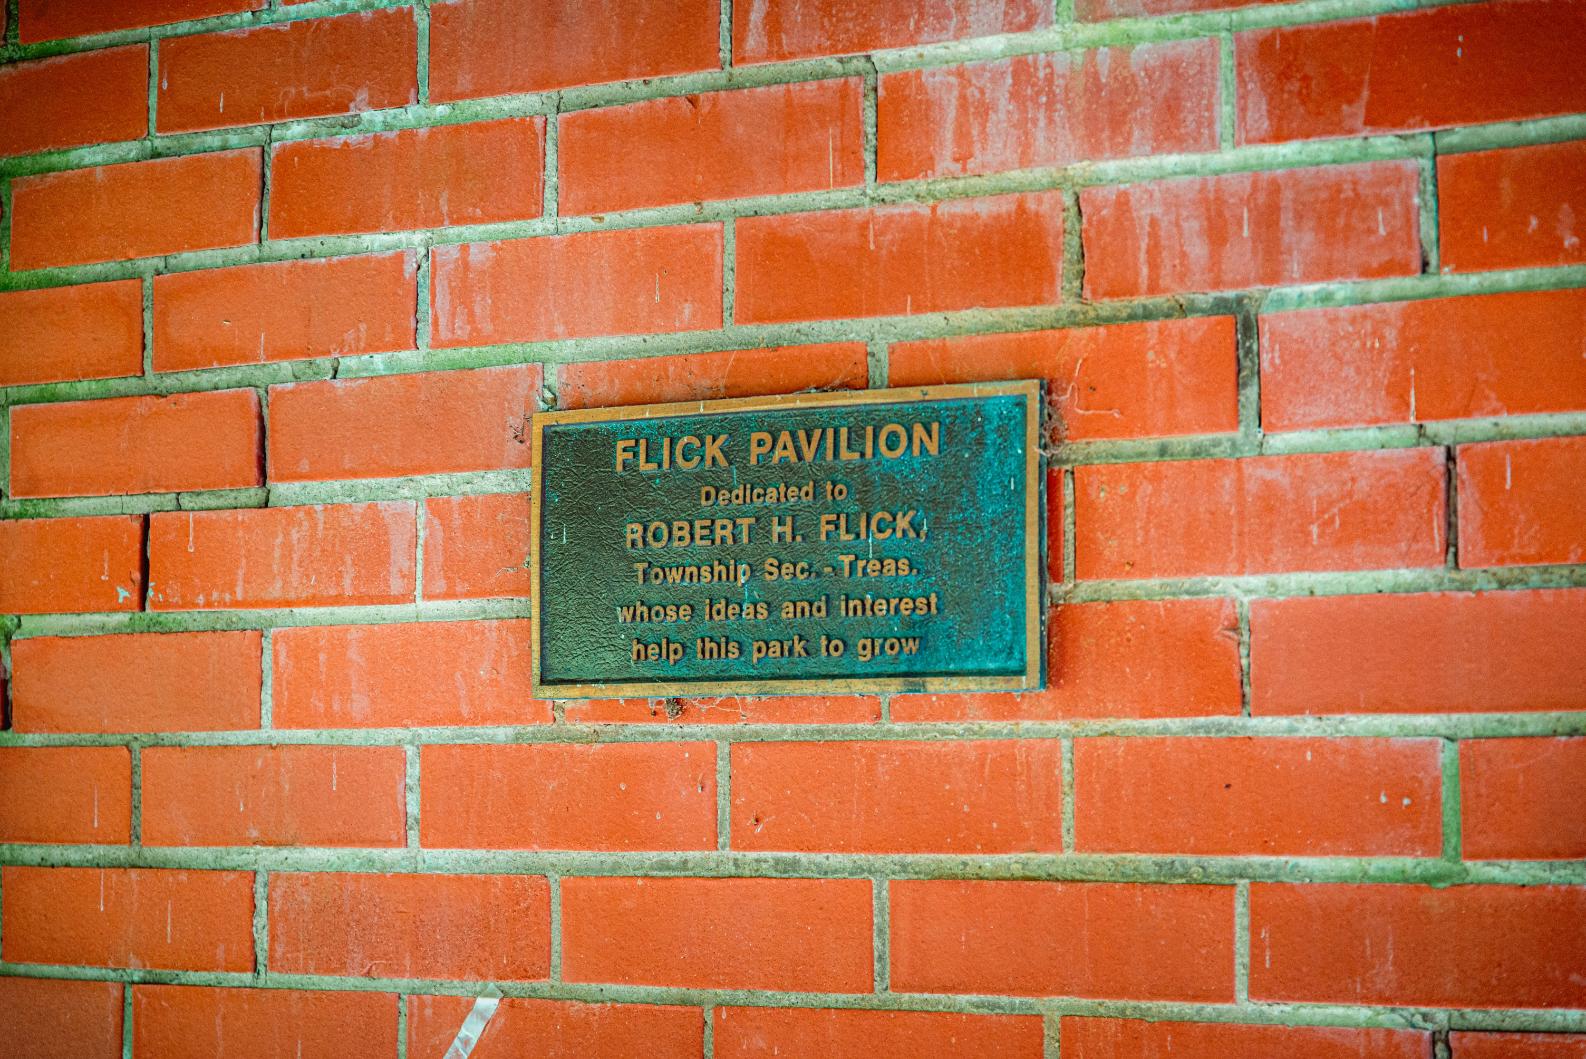 FLICK PAVILION
Dedicated to
ROBERT H. FLICK,
Township Sec. - Treas.
whose ideas and interest
help this park to grow